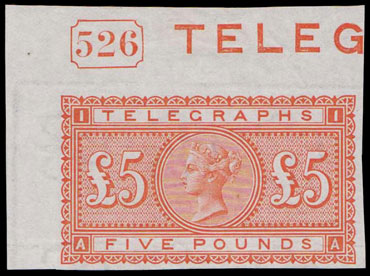 526 TELEG
I TELEGRAPHS I
£5 £5
A FIVE POUNDS A